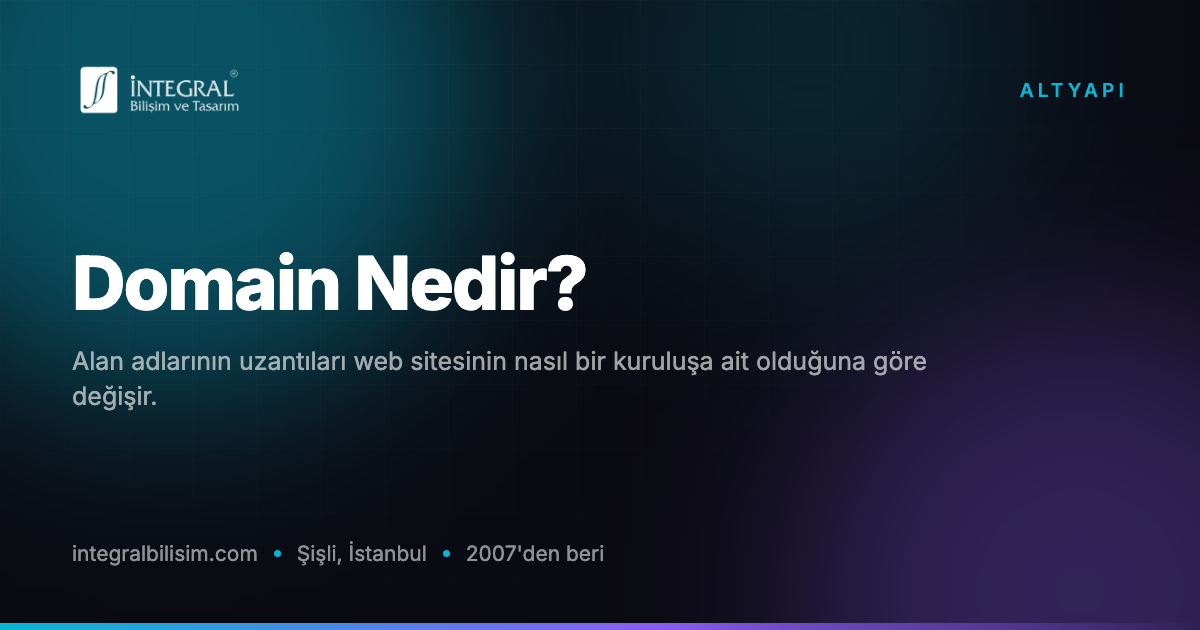 İNTEGRAL®
Bilişim ve Tasarım
ALTYAPI
Domain Nedir?
Alan adlarının uzantıları web sitesinin nasıl bir kuruluşa ait olduğuna göre
değişir.
integralbilisim.com • Şişli, İstanbul • 2007'den beri